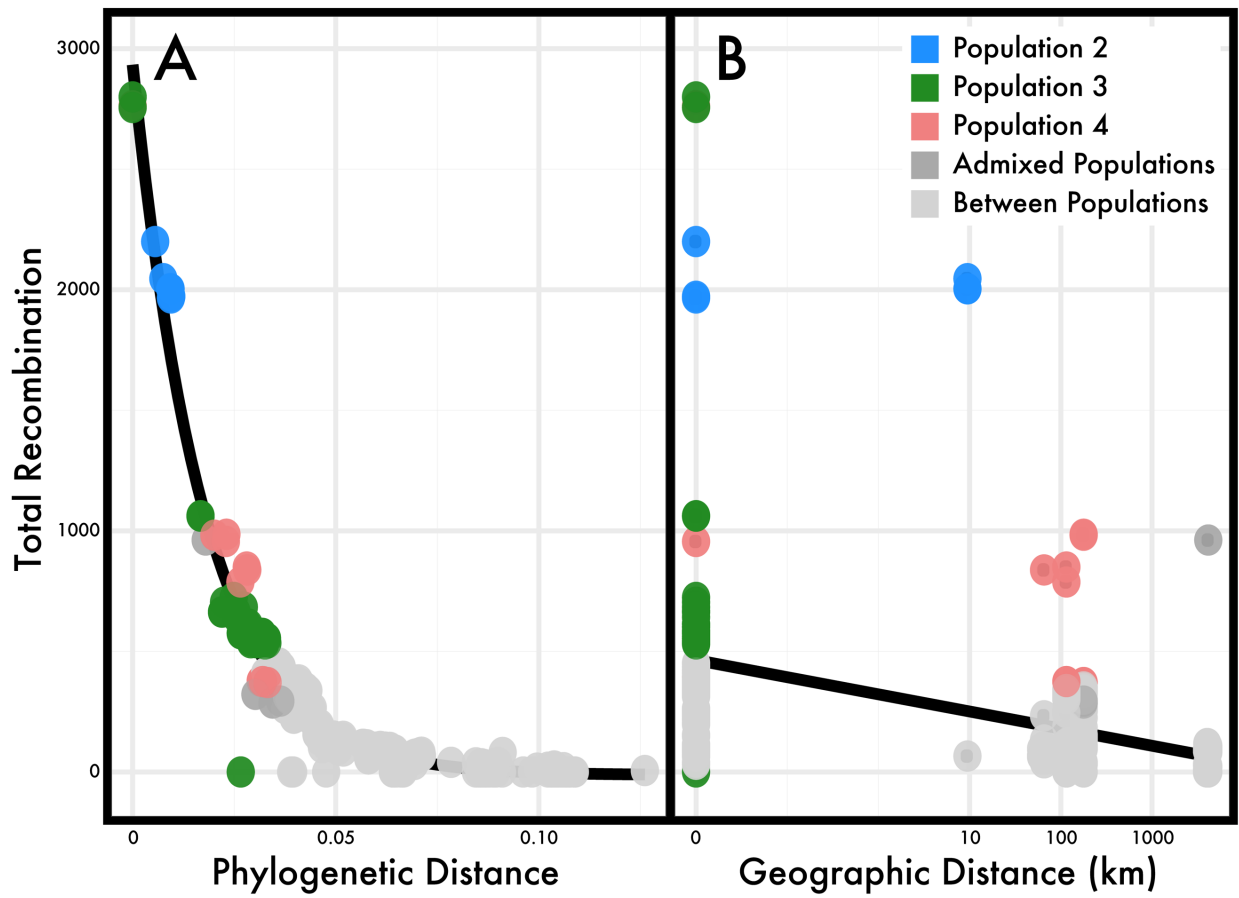 A
B
Population 2
Population 3
Population 4
Admixed Populations
Between Populations
Total Recombination
3000
2000
1000
0
0
0.05
0.10
0
10
100
1000
Phylogenetic Distance
Geographic Distance (km)